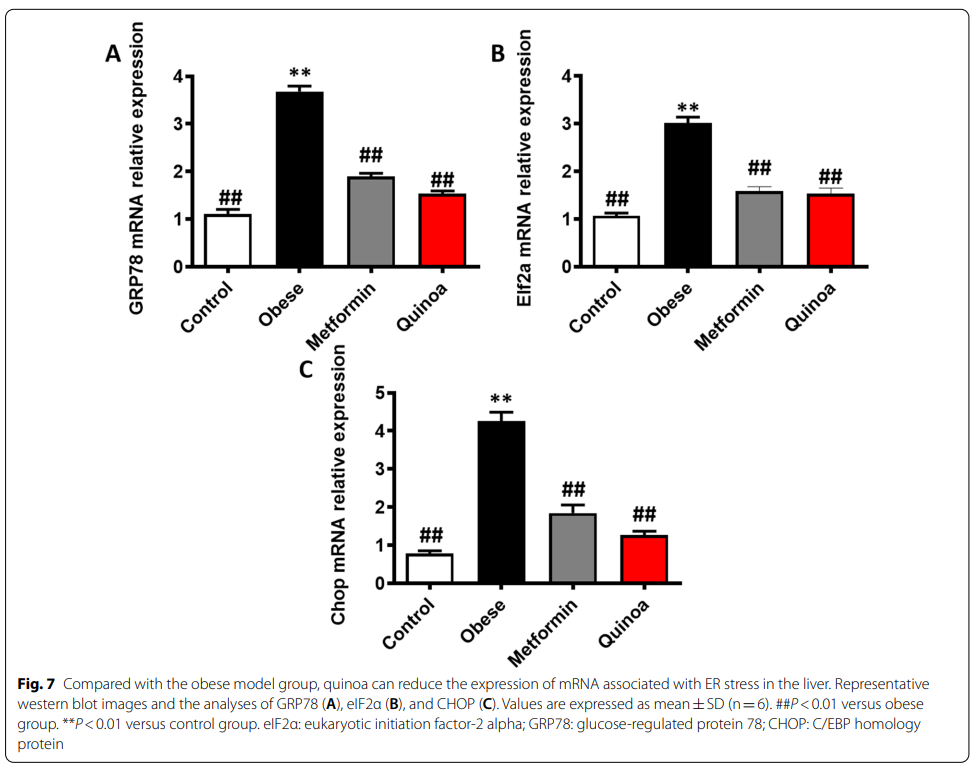 A
GRP78 mRNA relative expression
4
3
2
1
0
##
**
##
##
Control
Obese
Metformin
Quinoa
B
EIf2a mRNA relative expression
4
3
2
1
0
##
**
##
##
Control
Obese
Metformin
Quinoa
C
Chop mRNA relative expression
5
4
3
2
1
0
##
**
##
##
Control
Obese
Metformin
Quinoa
Fig. 7 Compared with the obese model group, quinoa can reduce the expression of mRNA associated with ER stress in the liver. Representative
western blot images and the analyses of GRP78 (A), eIF2α (B), and CHOP (C). Values are expressed as mean ± SD (n = 6). ##P < 0.01 versus obese
group. **P < 0.01 versus control group. eIF2α: eukaryotic initiation factor-2 alpha; GRP78: glucose-regulated protein 78; CHOP: C/EBP homology
protein